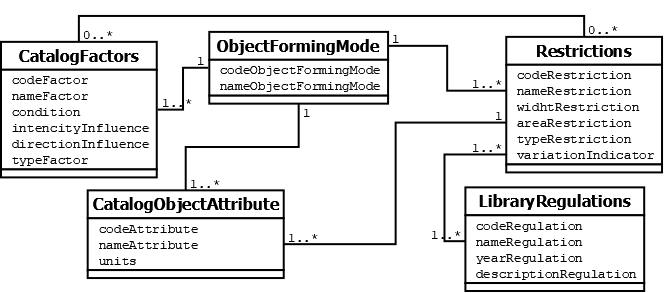 0..*
0..*
CatalogFactors
codeFactor
nameFactor
condition
intencityInfluence
directionInfluence
typeFactor
1
1..*
ObjectFormingMode
codeObjectFormingMode
nameObjectFormingMode
1
1
1..*
Restrictions
codeRestriction
nameRestriction
widhtRestriction
areaRestriction
typeRestriction
variationIndicator
1
1..*
1..*
CatalogObjectAttribute
codeAttribute
nameAttribute
units
1..*
1..*
LibraryRegulations
codeRegulation
nameRegulation
yearRegulation
descriptionRegulation